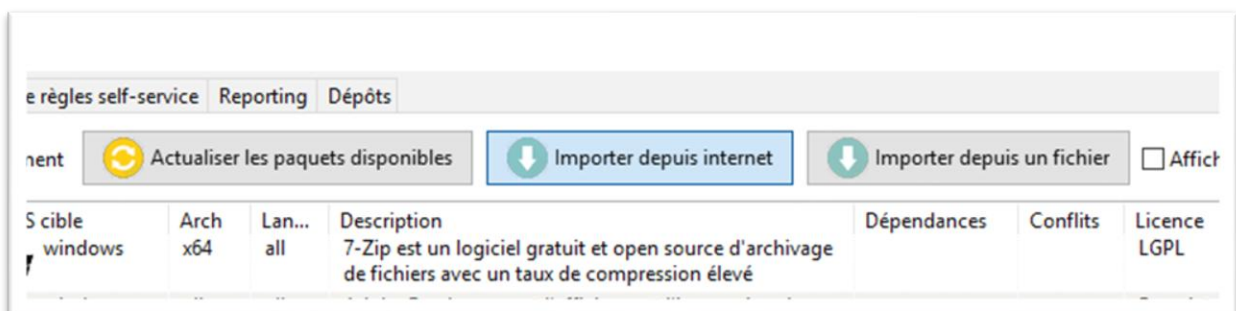 e règles self-service Reporting Dépôts
Actualiser les paquets disponibles Importer depuis internet Importer depuis un fichier Affich
S cible Arch Lan... Description Dépendances Conflits Licence
windows x64 all 7-Zip est un logiciel gratuit et open source d'archivage LGPL
de fichiers avec un taux de compression élevé